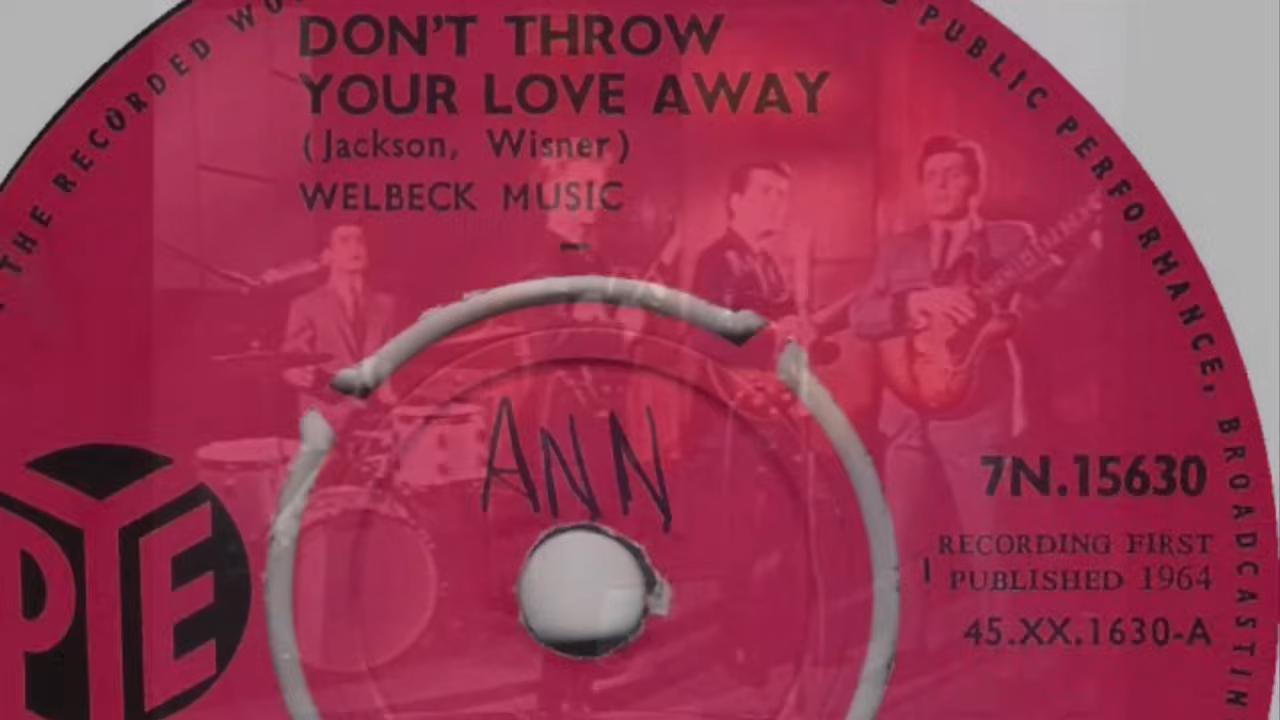 THE RECORDED WO
PUBLIC PERFORMANCE, BROADCASTIN
DON'T THROW
YOUR LOVE AWAY
(Jackson, Wisner)
WELBECK MUSIC
ANN
PYE
7N.15630
RECORDING FIRST
PUBLISHED 1964
45.XX.1630-A